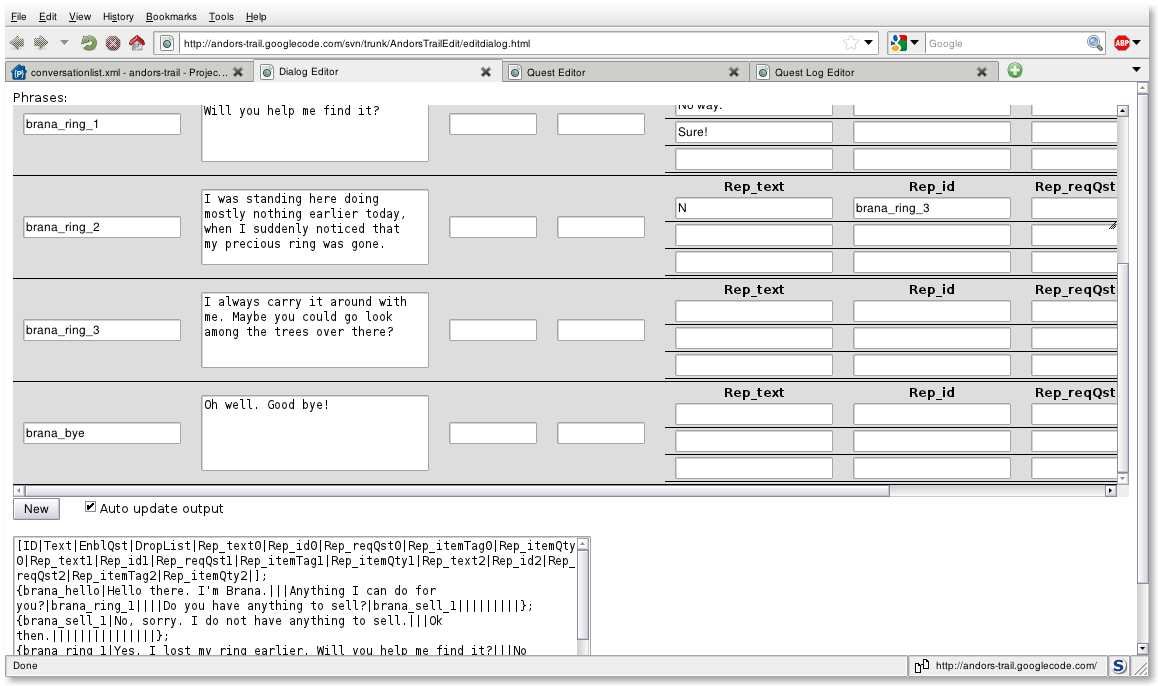 File Edit View History Bookmarks Tools Help
http://andors-trail.googlecode.com/svn/trunk/AndorsTrailEdit/editdialog.html
Google
ABP
conversationlist.xml - andors-trail - Projec...
Dialog Editor
Quest Editor
Quest Log Editor
Phrases:
brana_ring_1
Will you help me find it?
No way.
Sure!
Rep_text Rep_id Rep_reqQst
brana_ring_2
I was standing here doing
mostly nothing earlier today,
when I suddenly noticed that
my precious ring was gone.
N brana_ring_3
Rep_text Rep_id Rep_reqQst
brana_ring_3
I always carry it around with
me. Maybe you could go look
among the trees over there?
Rep_text Rep_id Rep_reqQst
brana_bye
Oh well. Good bye!
New Auto update output
[ID|Text|EnblQst|DropList|Rep_text0|Rep_id0|Rep_reqQst0|Rep_itemTag0|Rep_itemQty
0|Rep_text1|Rep_id1|Rep_reqQst1|Rep_itemTag1|Rep_itemQty1|Rep_text2|Rep_id2|Rep_
reqQst2|Rep_itemTag2|Rep_itemQty2|];
{brana_hello|Hello there. I'm Brana.|||Anything I can do for
you?|brana_ring_1||||Do you have anything to sell?|brana_sell_1|||||||||};
{brana_sell_1|No, sorry. I do not have anything to sell.|||Ok
then.|||||||||||||||};
{brana_ring_1|Yes. I lost my ring earlier. Will you help me find it?|||No
Done
http://andors-trail.googlecode.com/
S